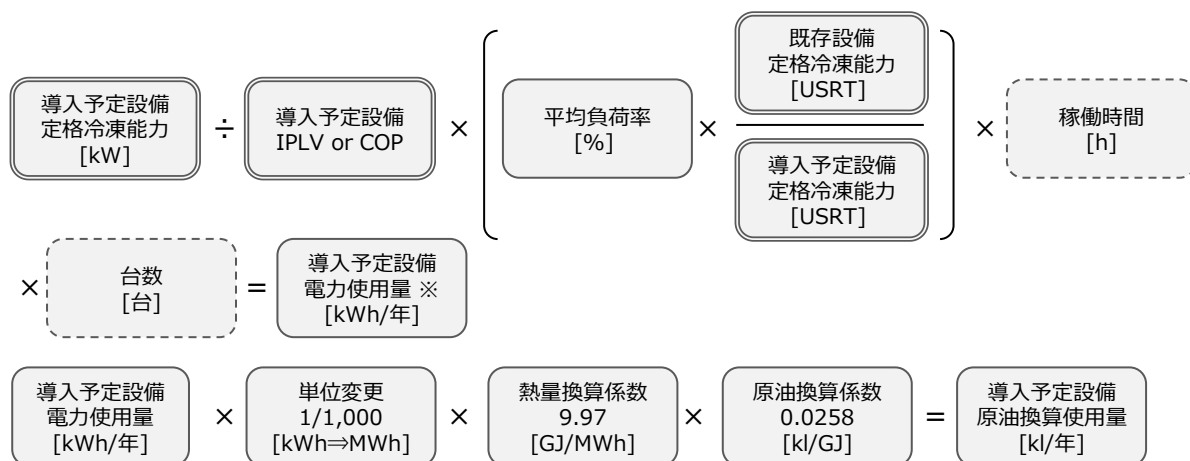 導入予定設備
定格冷凍能力
[kW]
÷
導入予定設備
IPLV or COP
×
平均負荷率
[%]
×
既存設備
定格冷凍能力
[USRT]
導入予定設備
定格冷凍能力
[USRT]
×
稼働時間
[h]
×
台数
[台]
=
導入予定設備
電力使用量 ※
[kWh/年]
導入予定設備
電力使用量
[kWh/年]
×
単位変更
1/1,000
[kWh⇒MWh]
×
熱量換算係数
9.97
[GJ/MWh]
×
原油換算係数
0.0258
[kl/GJ]
=
導入予定設備
原油換算使用量
[kl/年]